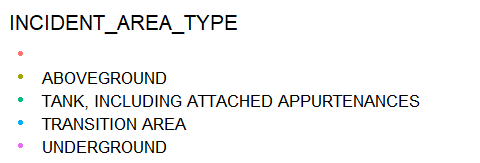 INCIDENT_AREA_TYPE
ABOVEGROUND
TANK, INCLUDING ATTACHED APPURTENANCES
TRANSITION AREA
UNDERGROUND